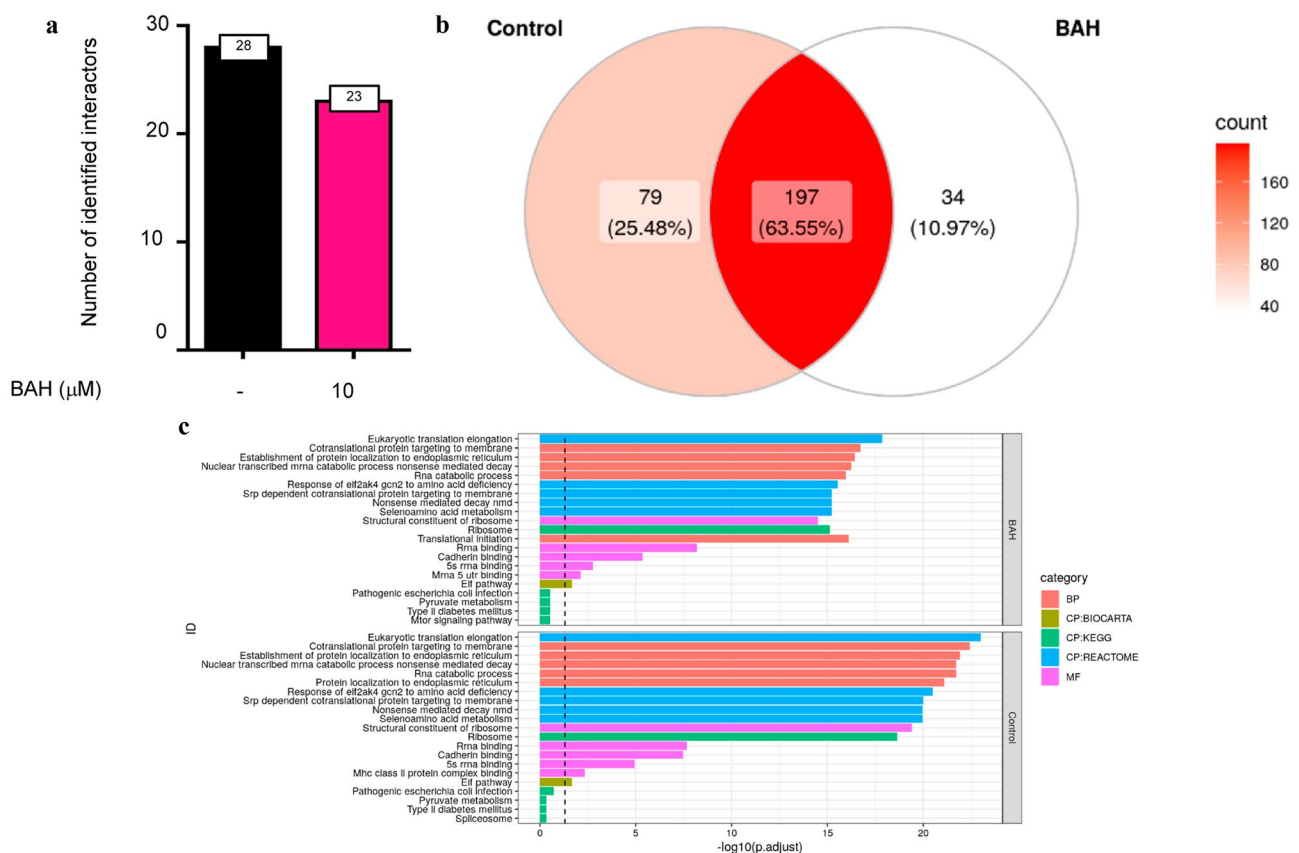 a
Number of identified interactors
30
20
10
0
28
23
BAH (μM)
-
10
b
Control
BAH
79
(25.48%)
197
(63.55%)
34
(10.97%)
count
160
120
80
40
c
ID
Eukaryotic translation elongation
Cotranslational protein targeting to membrane
Establishment of protein localization to endoplasmic reticulum
Nuclear transcribed mrna catabolic process nonsense mediated decay
Rna catabolic process
Response of eif2ak4 gcn2 to amino acid deficiency
Srp dependent cotranslational protein targeting to membrane
Nonsense mediated decay nmd
Selenoamino acid metabolism
Structural constituent of ribosome
Ribosome
Translational initiation
Rrna binding
Cadherin binding
5s rrna binding
Mrna 5 utr binding
Eif pathway
Pathogenic escherichia coli infection
Pyruvate metabolism
Type ii diabetes mellitus
Mtor signaling pathway
BAH
Eukaryotic translation elongation
Cotranslational protein targeting to membrane
Establishment of protein localization to endoplasmic reticulum
Nuclear transcribed mrna catabolic process nonsense mediated decay
Rna catabolic process
Protein localization to endoplasmic reticulum
Response of eif2ak4 gcn2 to amino acid deficiency
Srp dependent cotranslational protein targeting to membrane
Nonsense mediated decay nmd
Selenoamino acid metabolism
Structural constituent of ribosome
Ribosome
Rrna binding
Cadherin binding
5s rrna binding
Mhc class ii protein complex binding
Eif pathway
Pathogenic escherichia coli infection
Pyruvate metabolism
Type ii diabetes mellitus
Spliceosome
Control
0
5
10
15
20
-log10(p.adjust)
category
BP
CP:BIOCARTA
CP:KEGG
CP:REACTOME
MF